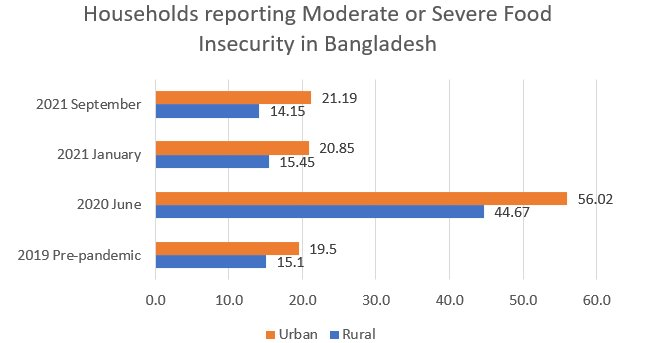 Households reporting Moderate or Severe Food
Insecurity in Bangladesh
2021 September
21.19
14.15
2021 January
20.85
15.45
2020 June
56.02
44.67
2019 Pre-pandemic
19.5
15.1
0.0 10.0 20.0 30.0 40.0 50.0 60.0
Urban Rural